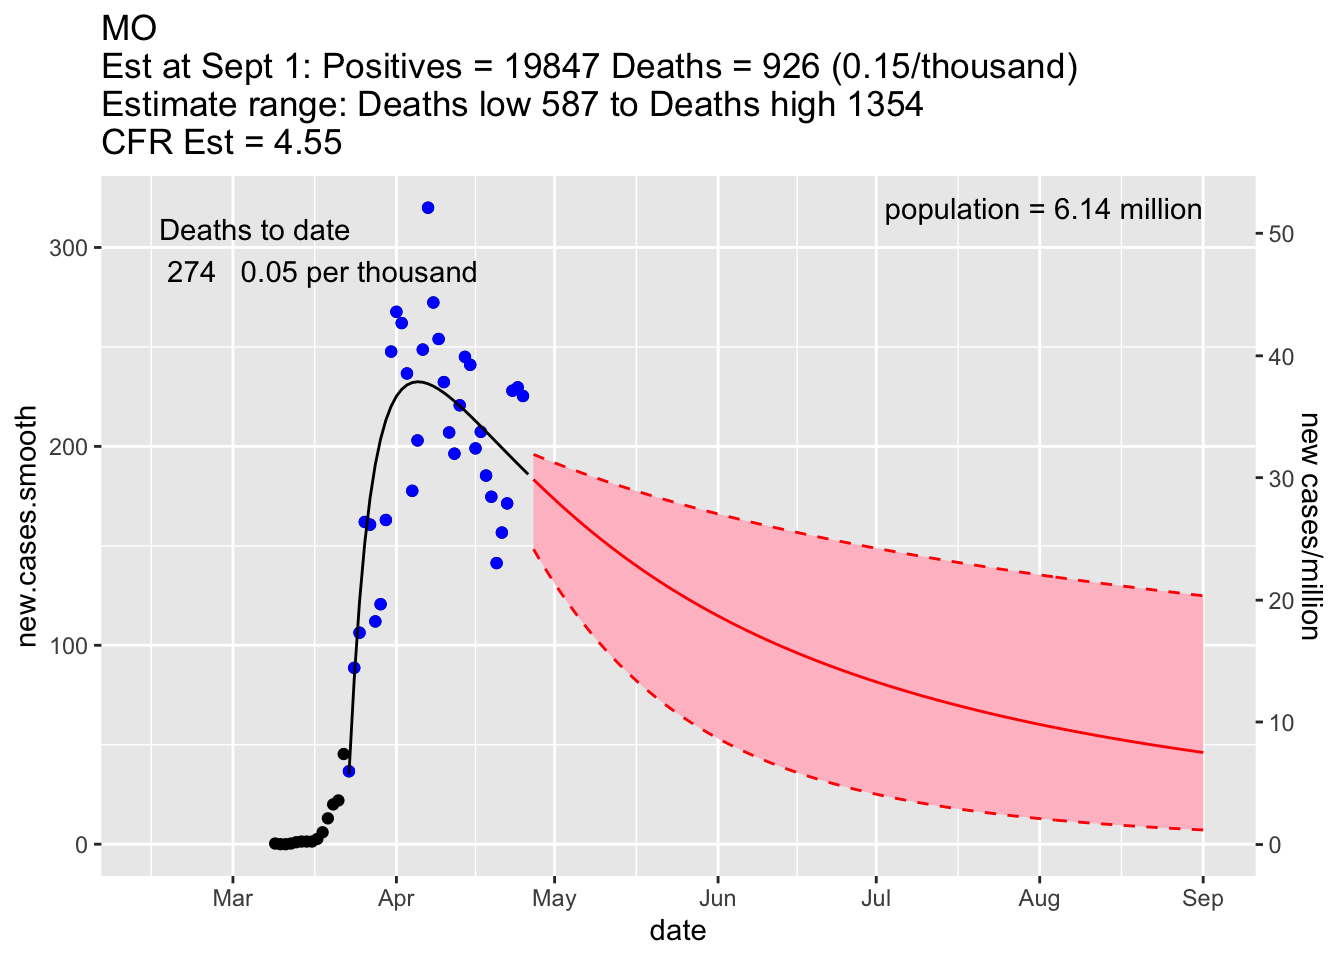 MO
Est at Sept 1: Positives = 19847 Deaths = 926 (0.15/thousand)
Estimate range: Deaths low 587 to Deaths high 1354
CFR Est = 4.55
population = 6.14 million
Deaths to date
274 0.05 per thousand
300
200
100
0
new.cases.smooth
50
40
30
20
10
0
new cases/million
Mar Apr May Jun Jul Aug Sep
date